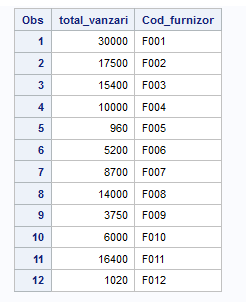 Obs total_vanzari Cod_furnizor
1 30000 F001
2 17500 F002
3 15400 F003
4 10000 F004
5 960 F005
6 5200 F006
7 8700 F007
8 14000 F008
9 3750 F009
10 6000 F010
11 16400 F011
12 1020 F012